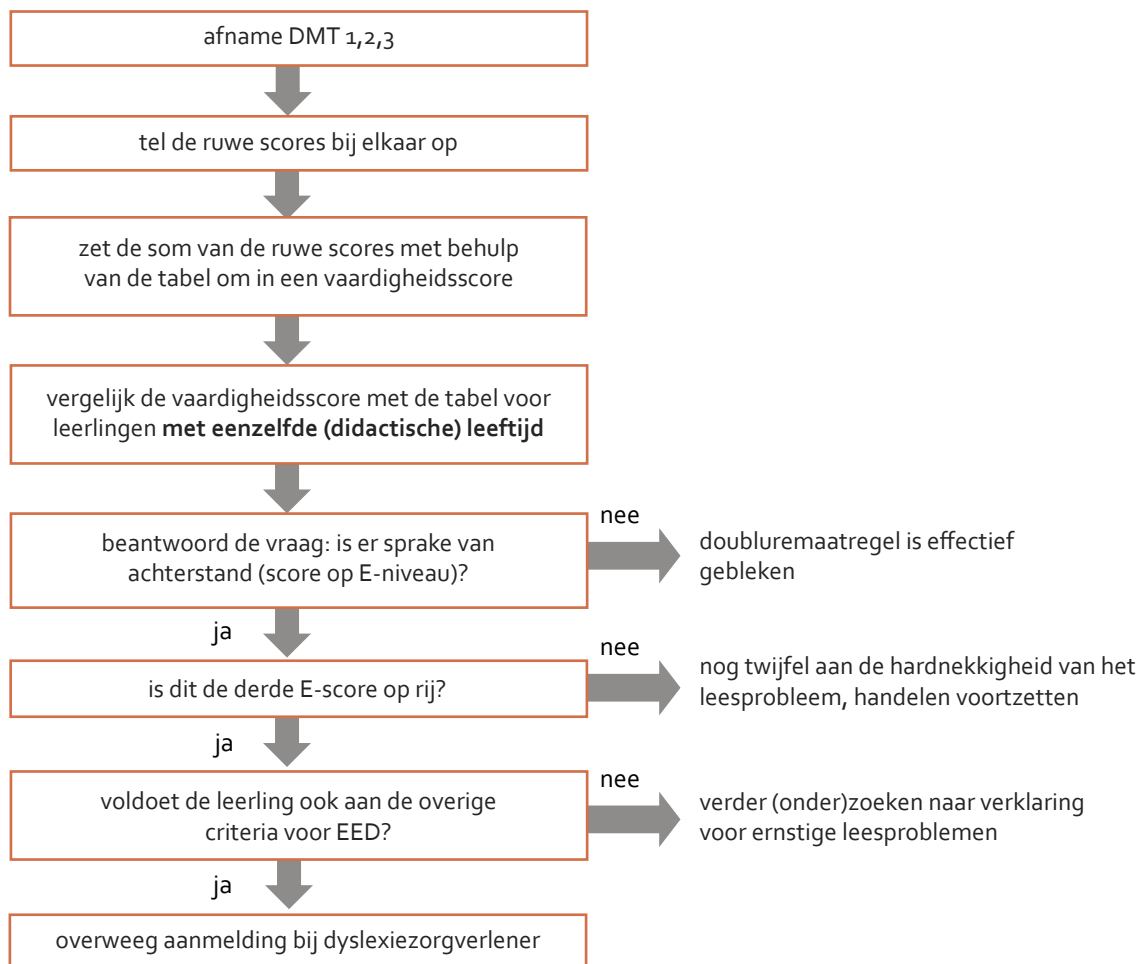 afname DMT 1,2,3
tel de ruwe scores bij elkaar op
zet de som van de ruwe scores met behulp
van de tabel om in een vaardigheidsscore
vergelijk de vaardigheidsscore met de tabel voor
leerlingen met eenzelfde (didactische) leeftijd
beantwoord de vraag: is er sprake van
achterstand (score op E-niveau)?
nee
doubluremaatregel is effectief
gebleken
ja
is dit de derde E-score op rij?
nee
nog twijfel aan de hardnekkigheid van het
leesprobleem, handelen voortzetten
ja
voldoet de leerling ook aan de overige
criteria voor EED?
nee
verder (onder)zoeken naar verklaring
voor ernstige leesproblemen
ja
overweeg aanmelding bij dyslexiezorgverlener